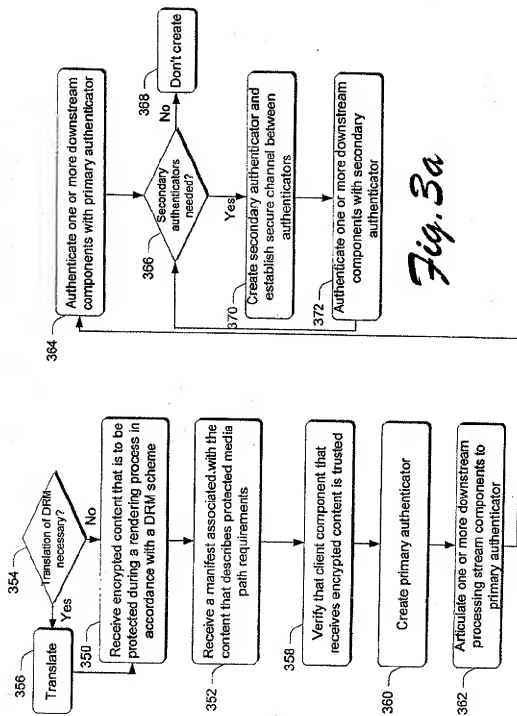 354
Translation of DRM
necessary?
Yes
No
356
Translate
350
Receive encrypted content that is to be
protected during a rendering process in
accordance with a DRM scheme
352
Receive a manifest associated with the
content that describes protected media
path requirements
358
Verify that client component that
receives encrypted content is trusted
360
Create primary authenticator
362
Articulate one or more downstream
processing stream components to
primary authenticator
364
Authenticate one or more downstream
components with primary authenticator
366
Secondary
authenticators
needed?
No
368
Don't create
Yes
370
Create secondary authenticator and
establish secure channel between
authenticators
372
Authenticate one or more downstream
components with secondary
authenticator
Fig. 3a